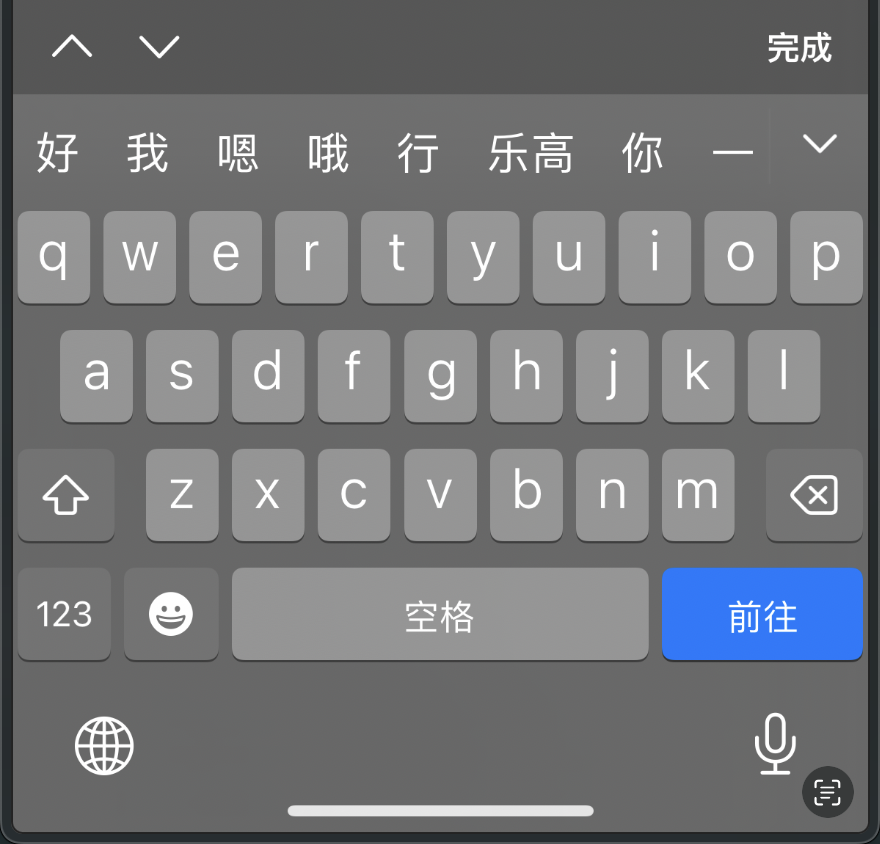 完成
好 我 嗯 哦 行 乐高 你 一
q w e r t y u i o p
a s d f g h j k l
z x c v b n m
123 空格 前往